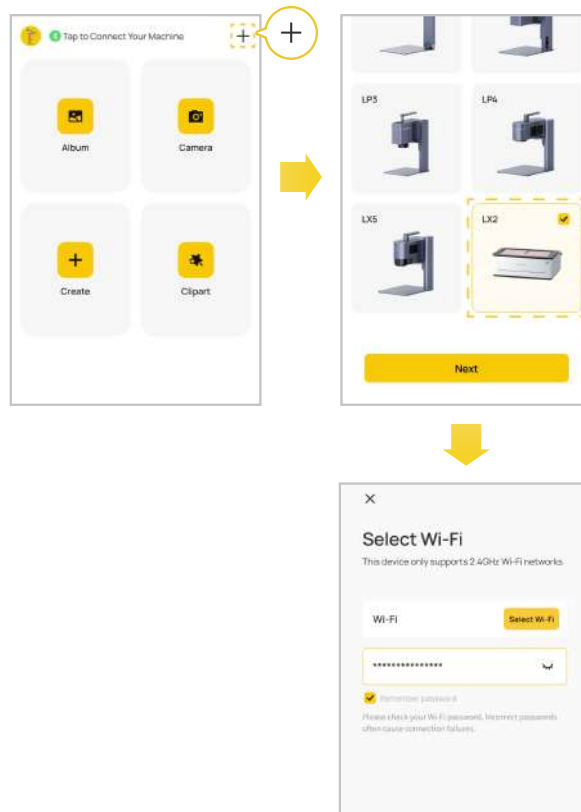 Tap to Connect Your Machine
Album
Camera
Create
Clipart
LP3
LP4
LX5
LX2
Next
Select Wi-Fi
This device only supports 2.4GHz Wi-Fi networks
Wi-Fi
Select Wi-Fi
***************
Remember password
Please check your Wi-Fi password. Incorrect passwords
often cause connection failures.